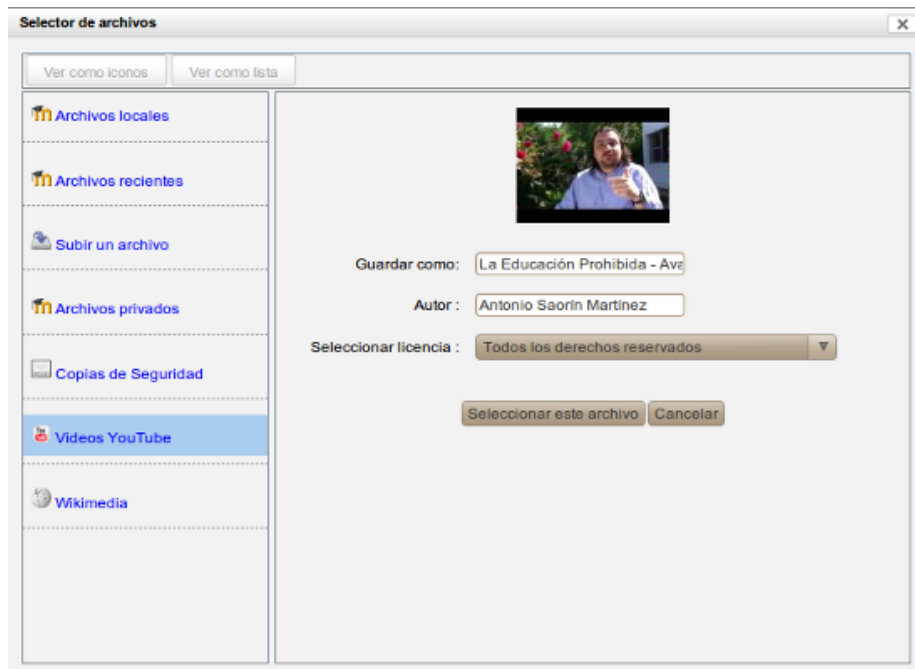 Selector de archivos
Ver como iconos
Ver como lista
Archivos locales
Archivos recientes
Subir un archivo
Archivos privados
Copias de Seguridad
Videos YouTube
Wikimedia
Guardar como: La Educación Prohibida - Ava
Autor : Antonio Saorín Martínez
Seleccionar licencia : Todos los derechos reservados
Seleccionar este archivo Cancelar